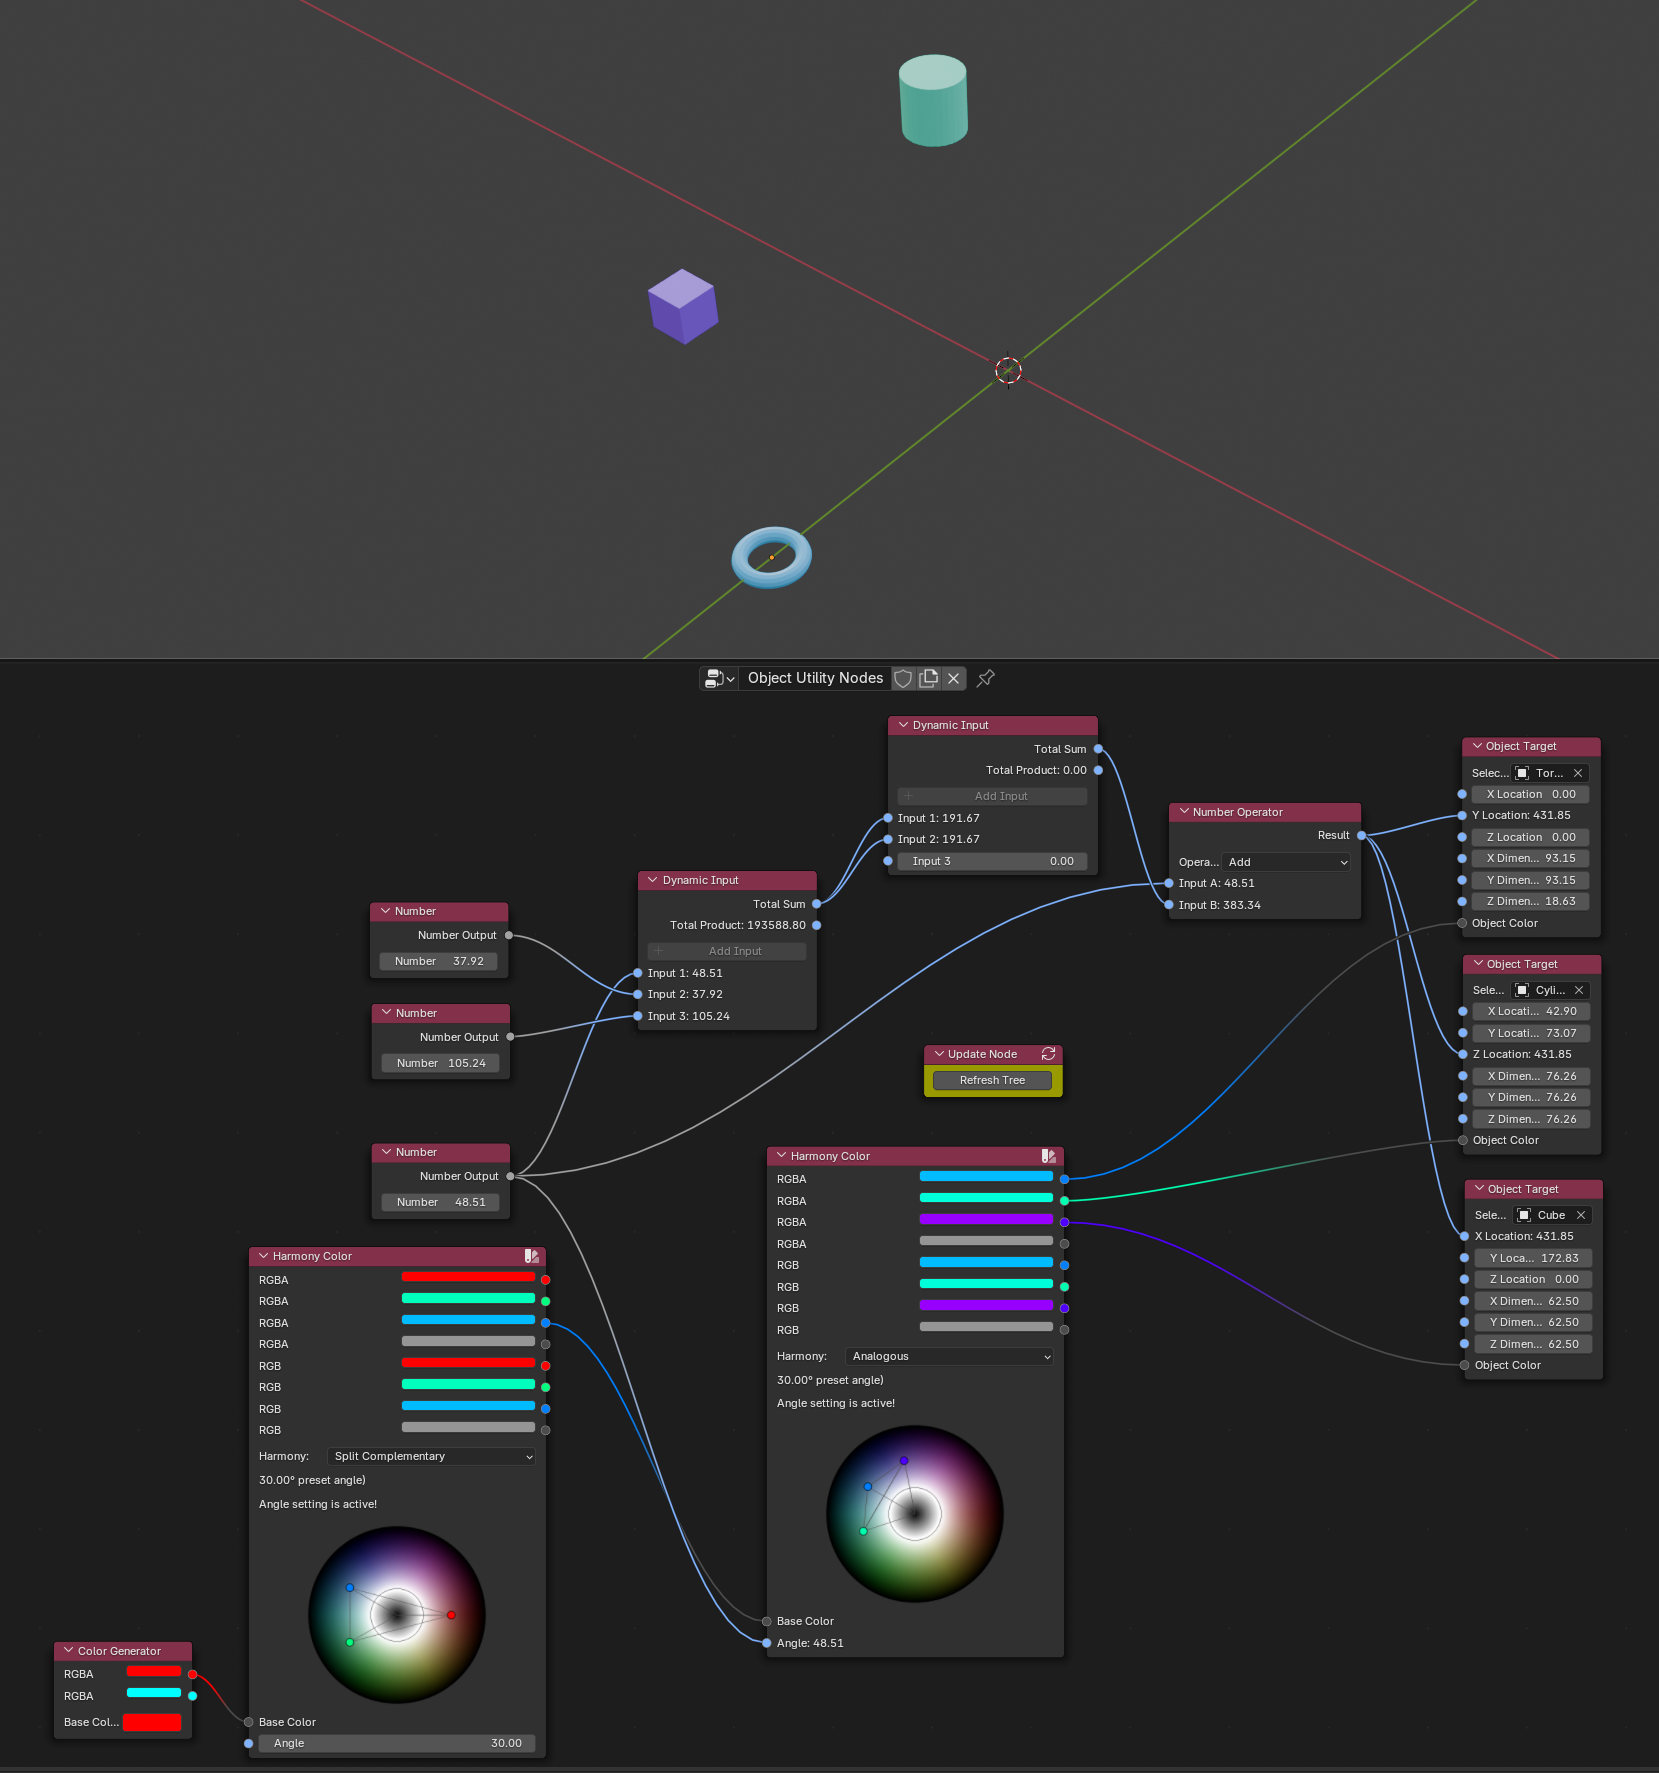 Object Utility Nodes
Dynamic Input
Total Sum
Total Product: 0.00
Add Input
Input 1: 191.67
Input 2: 191.67
Input 3 0.00
Object Target
Selec... Tor...
X Location 0.00
Y Location: 431.85
Z Location 0.00
X Dimen... 93.15
Y Dimen... 93.15
Z Dimen... 18.63
Object Color
Number Operator
Result
Opera... Add
Input A: 48.51
Input B: 383.34
Dynamic Input
Total Sum
Total Product: 193588.80
Add Input
Input 1: 48.51
Input 2: 37.92
Input 3: 105.24
Number
Number Output
Number 37.92
Number
Number Output
Number 105.24
Object Target
Sele... Cyli...
X Locati... 42.90
Y Locati... 73.07
Z Location: 431.85
X Dimen... 76.26
Y Dimen... 76.26
Z Dimen... 76.26
Object Color
Update Node
Refresh Tree
Number
Number Output
Number 48.51
Harmony Color
RGBA
RGBA
RGBA
RGBA
RGB
RGB
RGB
RGB
Harmony: Analogous
30.00° preset angle)
Angle setting is active!
Base Color
Angle: 48.51
Object Target
Sele... Cube
X Location: 431.85
Y Loca... 172.83
Z Location 0.00
X Dimen... 62.50
Y Dimen... 62.50
Z Dimen... 62.50
Object Color
Harmony Color
RGBA
RGBA
RGBA
RGBA
RGB
RGB
RGB
RGB
Harmony: Split Complementary
30.00° preset angle)
Angle setting is active!
Base Color
Angle 30.00
Color Generator
RGBA
RGBA
Base Col...